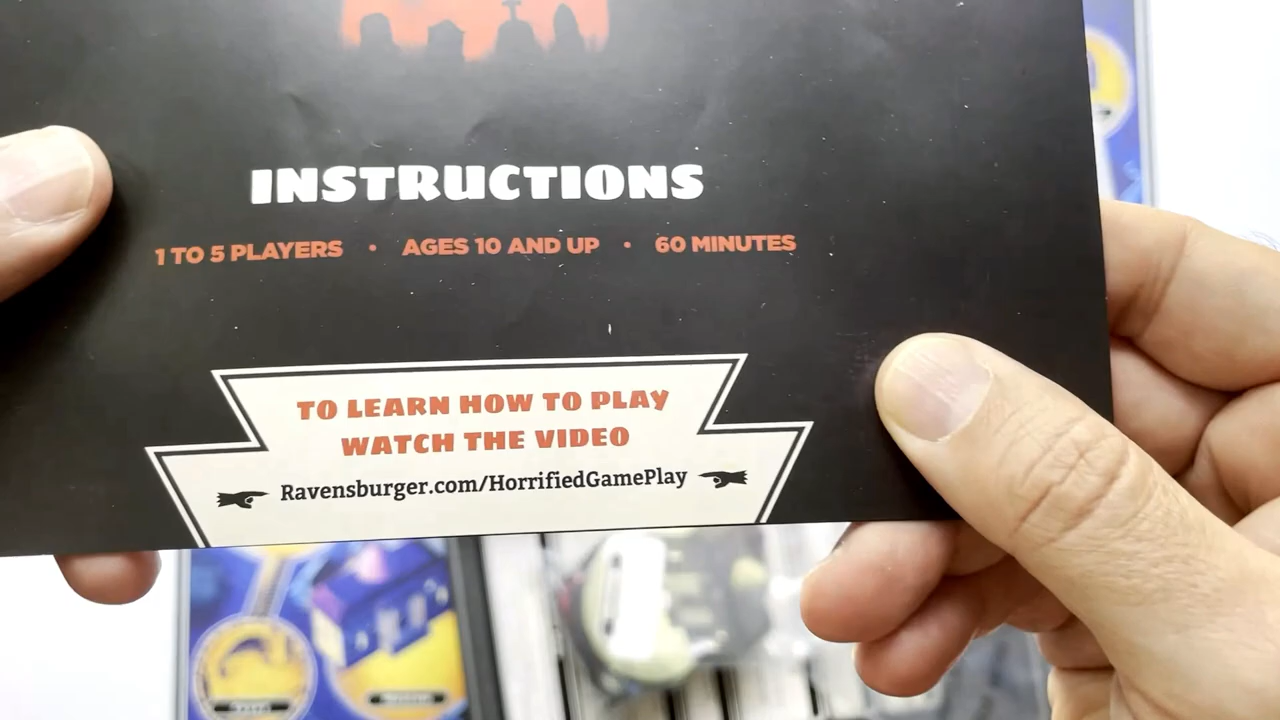 INSTRUCTIONS
1 TO 5 PLAYERS • AGES 10 AND UP • 60 MINUTES
TO LEARN HOW TO PLAY
WATCH THE VIDEO
Ravensburger.com/HorrifiedGamePlay